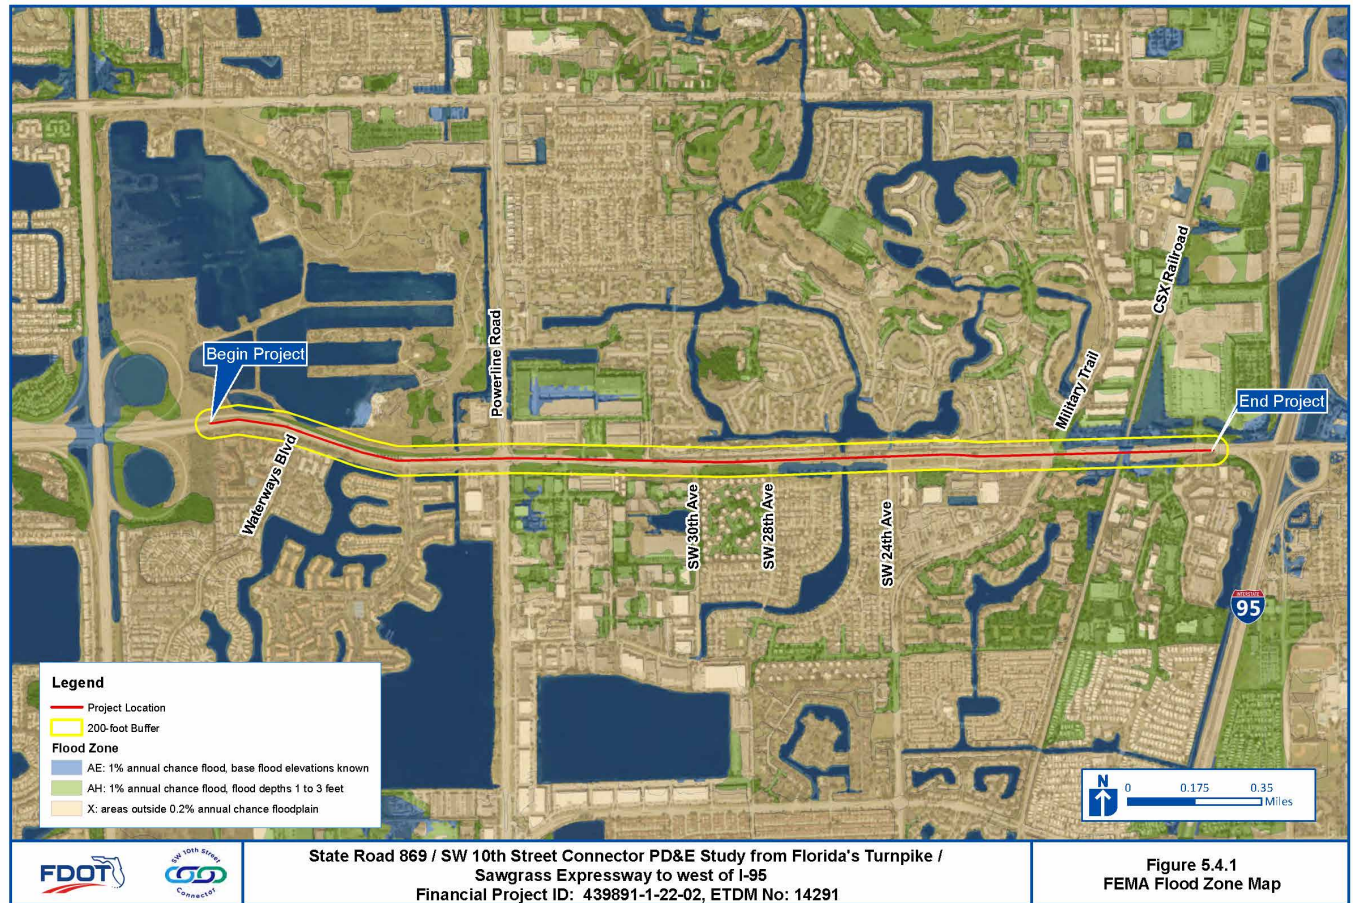 Begin Project
Powerline Road
CSX Railroad
Military Trail
End Project
Waterways Blvd
SW 30th Ave
SW 28th Ave
SW 24th Ave
INTERSTATE
95
Legend
Project Location
200-foot Buffer
Flood Zone
AE: 1% annual chance flood, base flood elevations known
AH: 1% annual chance flood, flood depths 1 to 3 feet
X: areas outside 0.2% annual chance floodplain
N
0 0.175 0.35
Miles
FDOT
SW 10th Street
Connector
State Road 869 / SW 10th Street Connector PD&E Study from Florida's Turnpike /
Sawgrass Expressway to west of I-95
Financial Project ID: 439891-1-22-02, ETDM No: 14291
Figure 5.4.1
FEMA Flood Zone Map